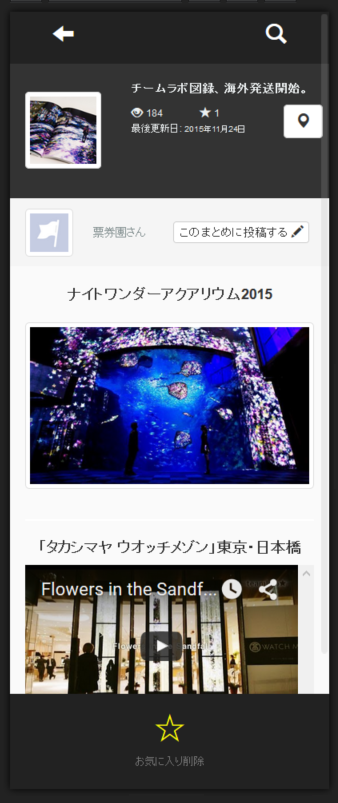 チームラボ図録、海外発送開始。
184 ★ 1
最後更新日: 2015年11月24日
票券團さん
このまとめに投稿する
ナイトワンダーアクアリウム2015
「タカシマヤ ウオッチメゾン」東京・日本橋
Flowers in the Sandf...
WATCH
お気に入り削除